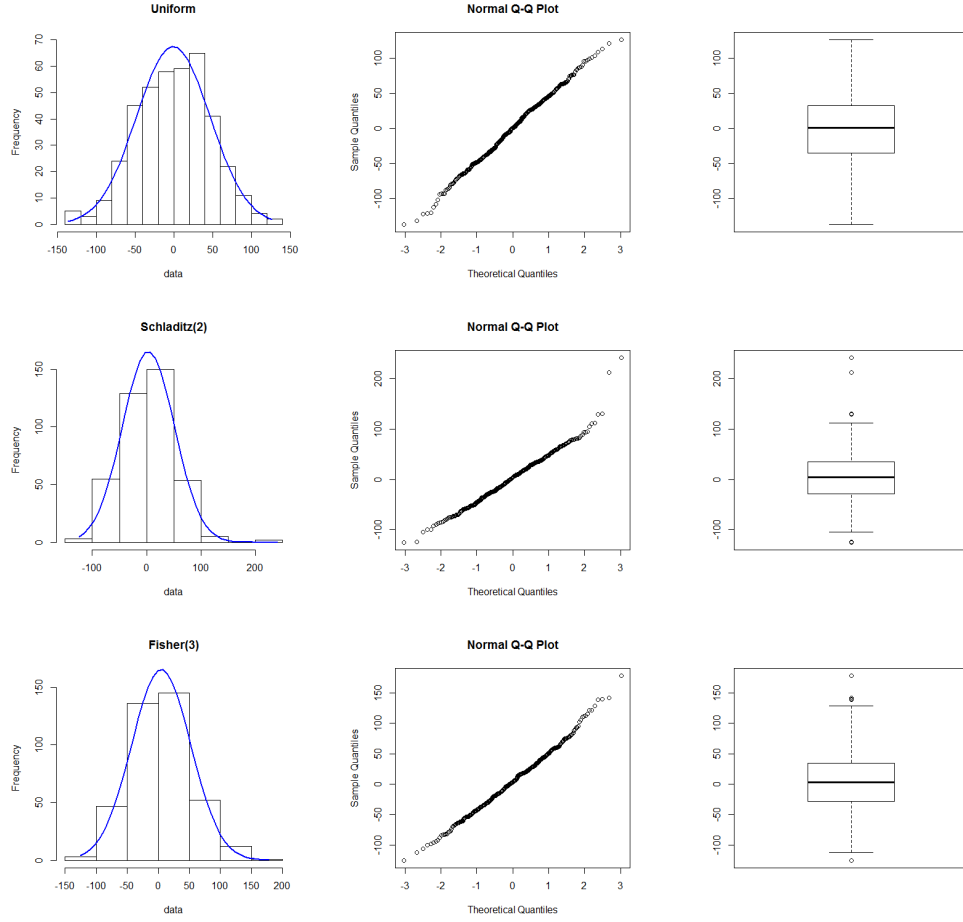 Uniform
Frequency
0 10 20 30 40 50 60 70
-150 -100 -50 0 50 100 150
data
Normal Q-Q Plot
Sample Quantiles
-100 -50 0 50 100
-3 -2 -1 0 1 2 3
Theoretical Quantiles
-100 -50 0 50 100
Schladitz(2)
Frequency
0 50 100 150
-100 0 100 200
data
Normal Q-Q Plot
Sample Quantiles
-100 0 100 200
-3 -2 -1 0 1 2 3
Theoretical Quantiles
-100 0 100 200
Fisher(3)
Frequency
0 50 100 150
-150 -100 -50 0 50 100 150 200
data
Normal Q-Q Plot
Sample Quantiles
-100 -50 0 50 100 150
-3 -2 -1 0 1 2 3
Theoretical Quantiles
-100 -50 0 50 100 150